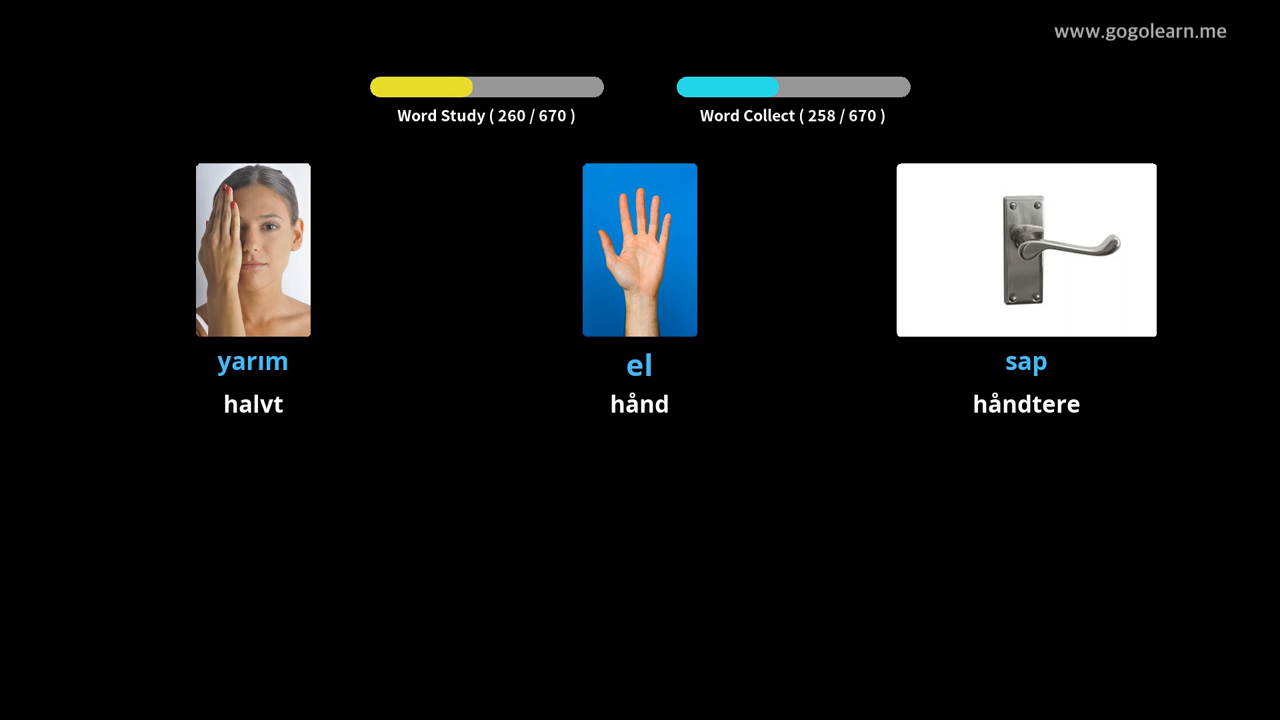 www.gogolearn.me
Word Study ( 260 / 670 )
Word Collect ( 258 / 670 )
yarım
el
sap
halvt
hånd
håndtere